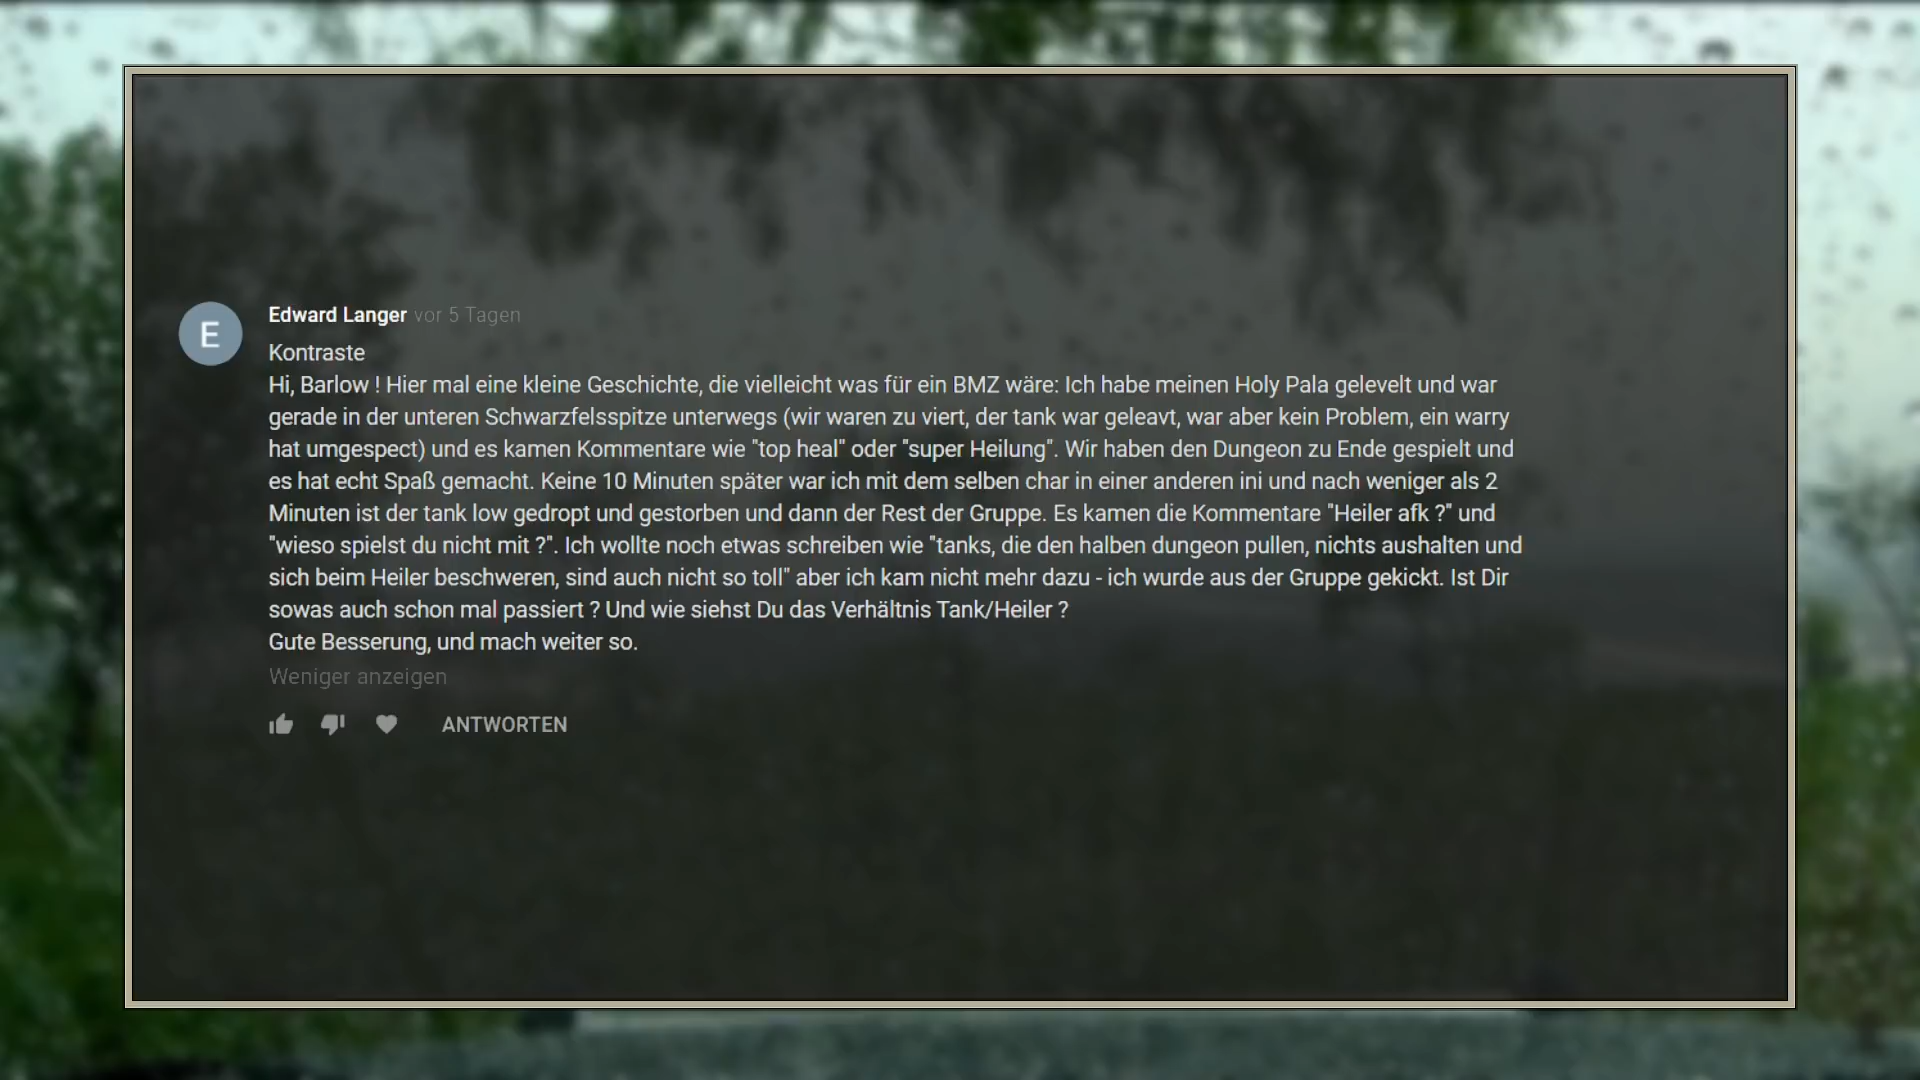 E
Edward Langer vor 5 Tagen
Kontraste
Hi, Barlow ! Hier mal eine kleine Geschichte, die vielleicht was für ein BMZ wäre: Ich habe meinen Holy Pala gelevelt und war
gerade in der unteren Schwarzfelsspitze unterwegs (wir waren zu viert, der tank war geleavt, war aber kein Problem, ein warry
hat umgespect) und es kamen Kommentare wie "top heal" oder "super Heilung". Wir haben den Dungeon zu Ende gespielt und
es hat echt Spaß gemacht. Keine 10 Minuten später war ich mit dem selben char in einer anderen ini und nach weniger als 2
Minuten ist der tank low gedropt und gestorben und dann der Rest der Gruppe. Es kamen die Kommentare "Heiler afk ?" und
"wieso spielst du nicht mit ?". Ich wollte noch etwas schreiben wie "tanks, die den halben dungeon pullen, nichts aushalten und
sich beim Heiler beschweren, sind auch nicht so toll" aber ich kam nicht mehr dazu - ich wurde aus der Gruppe gekickt. Ist Dir
sowas auch schon mal passiert ? Und wie siehst Du das Verhältnis Tank/Heiler ?
Gute Besserung, und mach weiter so.
Weniger anzeigen
ANTWORTEN